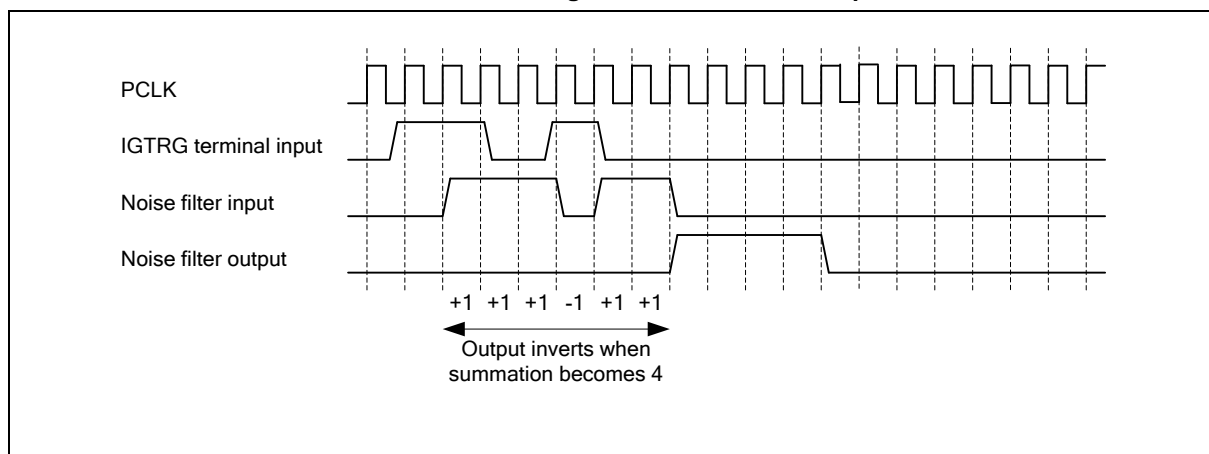 PCLK
IGTRG terminal input
Noise filter input
Noise filter output
+1 +1 +1 -1 +1 +1
Output inverts when
summation becomes 4